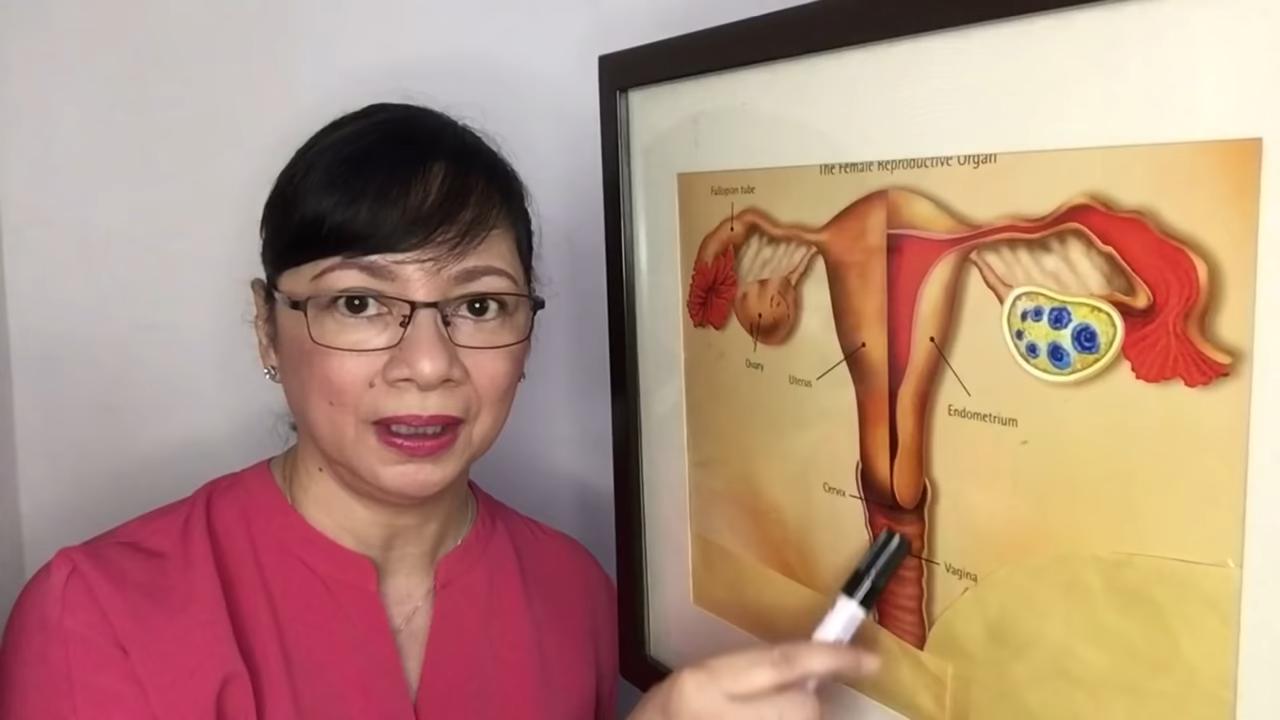 The Female Reproductive Organ
Fallopian tube
Ovary
Uterus
Endometrium
Cervix
Vagina